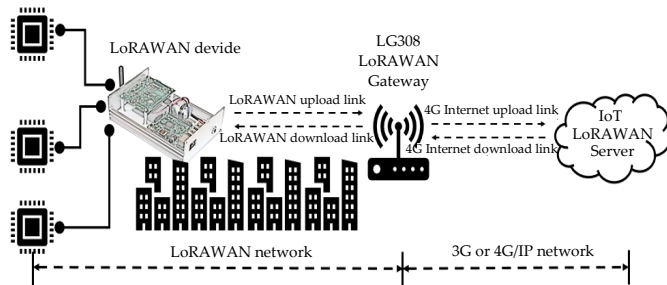 LoRAWAN devide
LG308
LoRAWAN
Gateway
LoRAWAN upload link
LoRAWAN download link
4G Internet upload link
4G Internet download link
IoT
LoRAWAN
Server
LoRAWAN network
3G or 4G/IP network